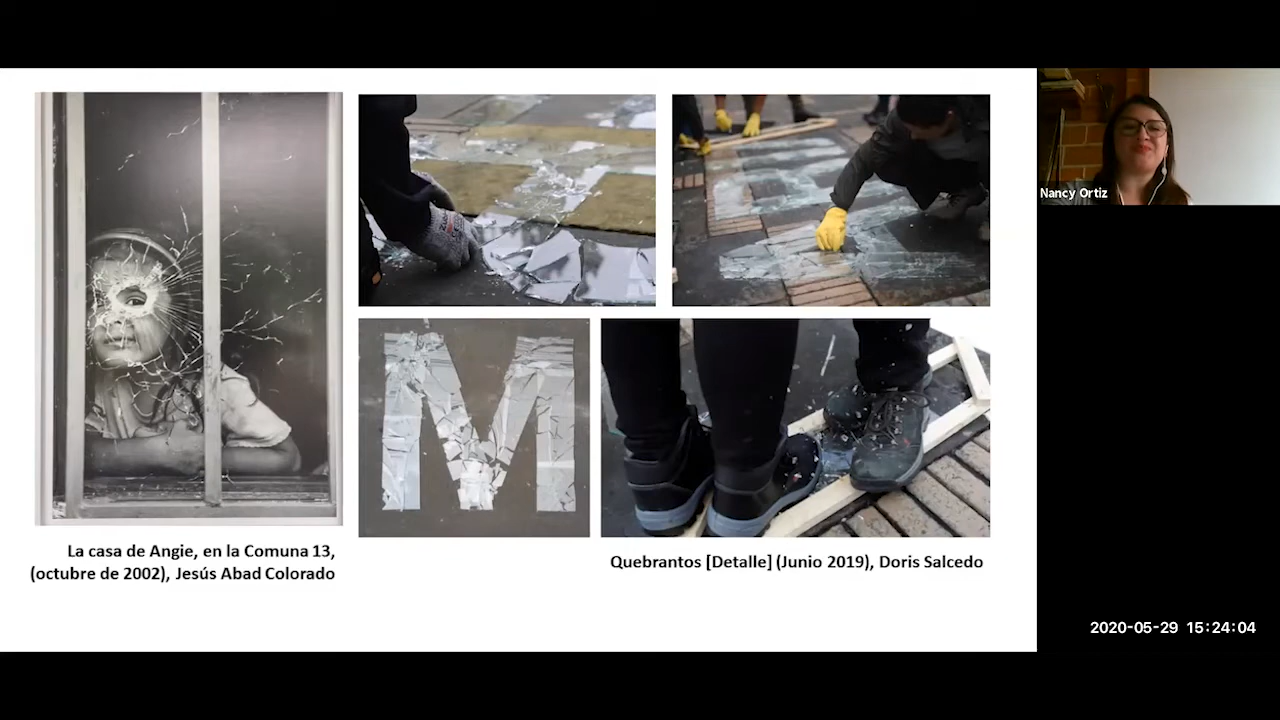 Nancy Ortiz
M
La casa de Angie, en la Comuna 13,
(octubre de 2002), Jesús Abad Colorado
Quebrantos [Detalle] (Junio 2019), Doris Salcedo
2020-05-29 15:24:04